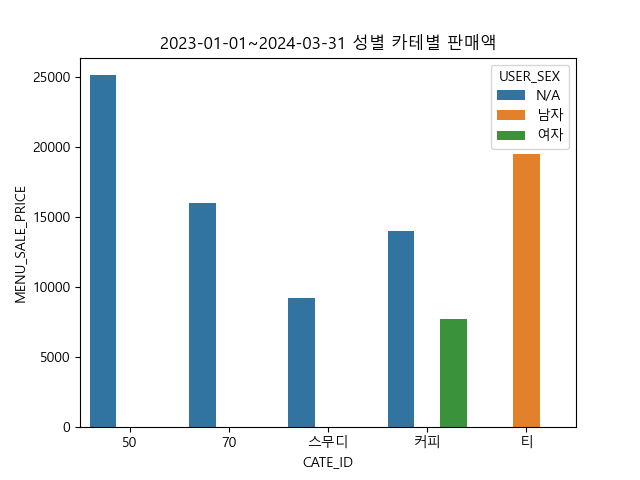 2023-01-01~2024-03-31 성별 카테별 판매액
USER_SEX
N/A
남자
여자
25000
20000
15000
10000
5000
0
MENU_SALE_PRICE
50 70 스무디 커피 티
CATE_ID